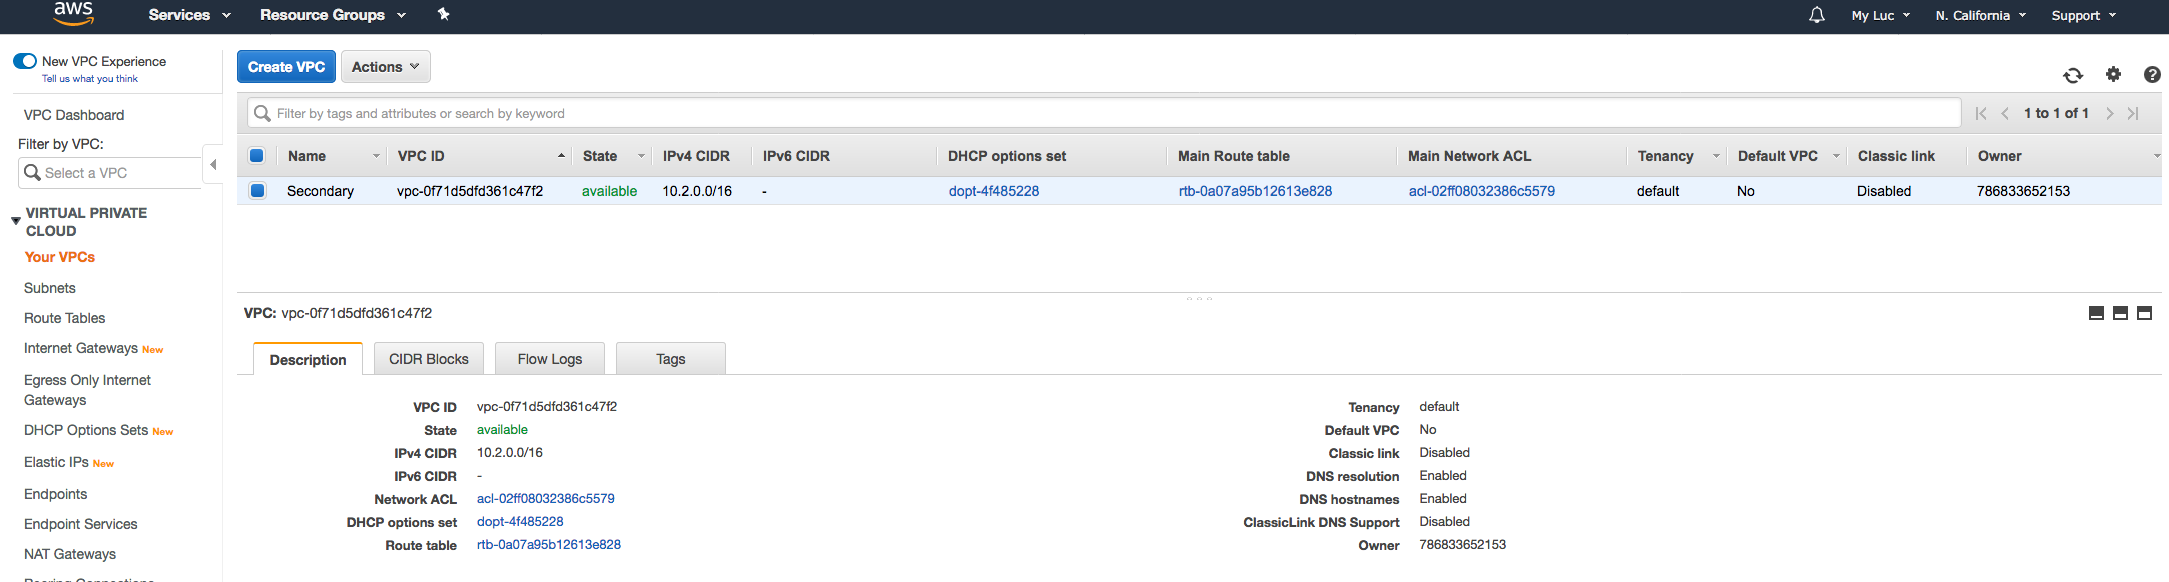 aws Services Resource Groups My Luc N. California Support
New VPC Experience
Tell us what you think
VPC Dashboard
Filter by VPC:
Select a VPC
VIRTUAL PRIVATE
CLOUD
Your VPCs
Subnets
Route Tables
Internet Gateways New
Egress Only Internet
Gateways
DHCP Options Sets New
Elastic IPs New
Endpoints
Endpoint Services
NAT Gateways
Peering Connections
Create VPC Actions
Filter by tags and attributes or search by keyword 1 to 1 of 1
Name VPC ID State IPv4 CIDR IPv6 CIDR DHCP options set Main Route table Main Network ACL Tenancy Default VPC Classic link Owner
Secondary vpc-0f71d5dfd361c47f2 available 10.2.0.0/16 - dopt-4f485228 rtb-0a07a95b12613e828 acl-02ff08032386c5579 default No Disabled 786833652153
VPC: vpc-0f71d5dfd361c47f2
Description CIDR Blocks Flow Logs Tags
VPC ID vpc-0f71d5dfd361c47f2
State available
IPv4 CIDR 10.2.0.0/16
IPv6 CIDR -
Network ACL acl-02ff08032386c5579
DHCP options set dopt-4f485228
Route table rtb-0a07a95b12613e828
Tenancy default
Default VPC No
Classic link Disabled
DNS resolution Enabled
DNS hostnames Enabled
ClassicLink DNS Support Disabled
Owner 786833652153